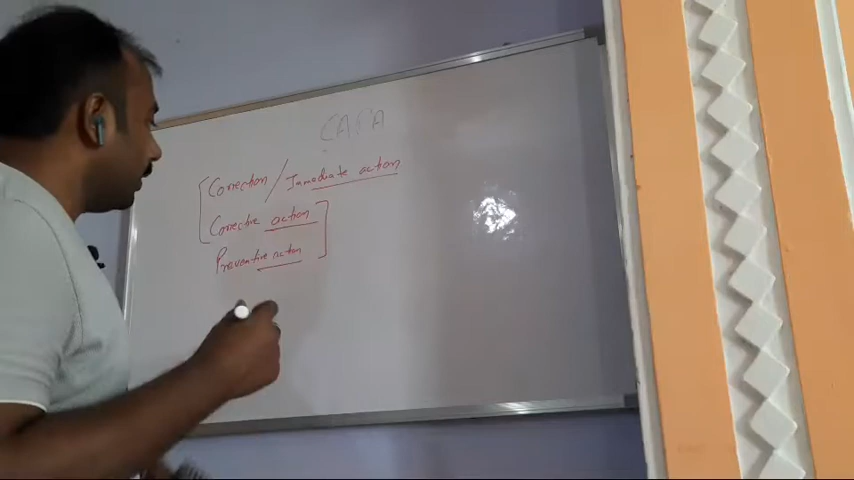 CAPA
Correction / Immediate action
Corrective action
Preventive action